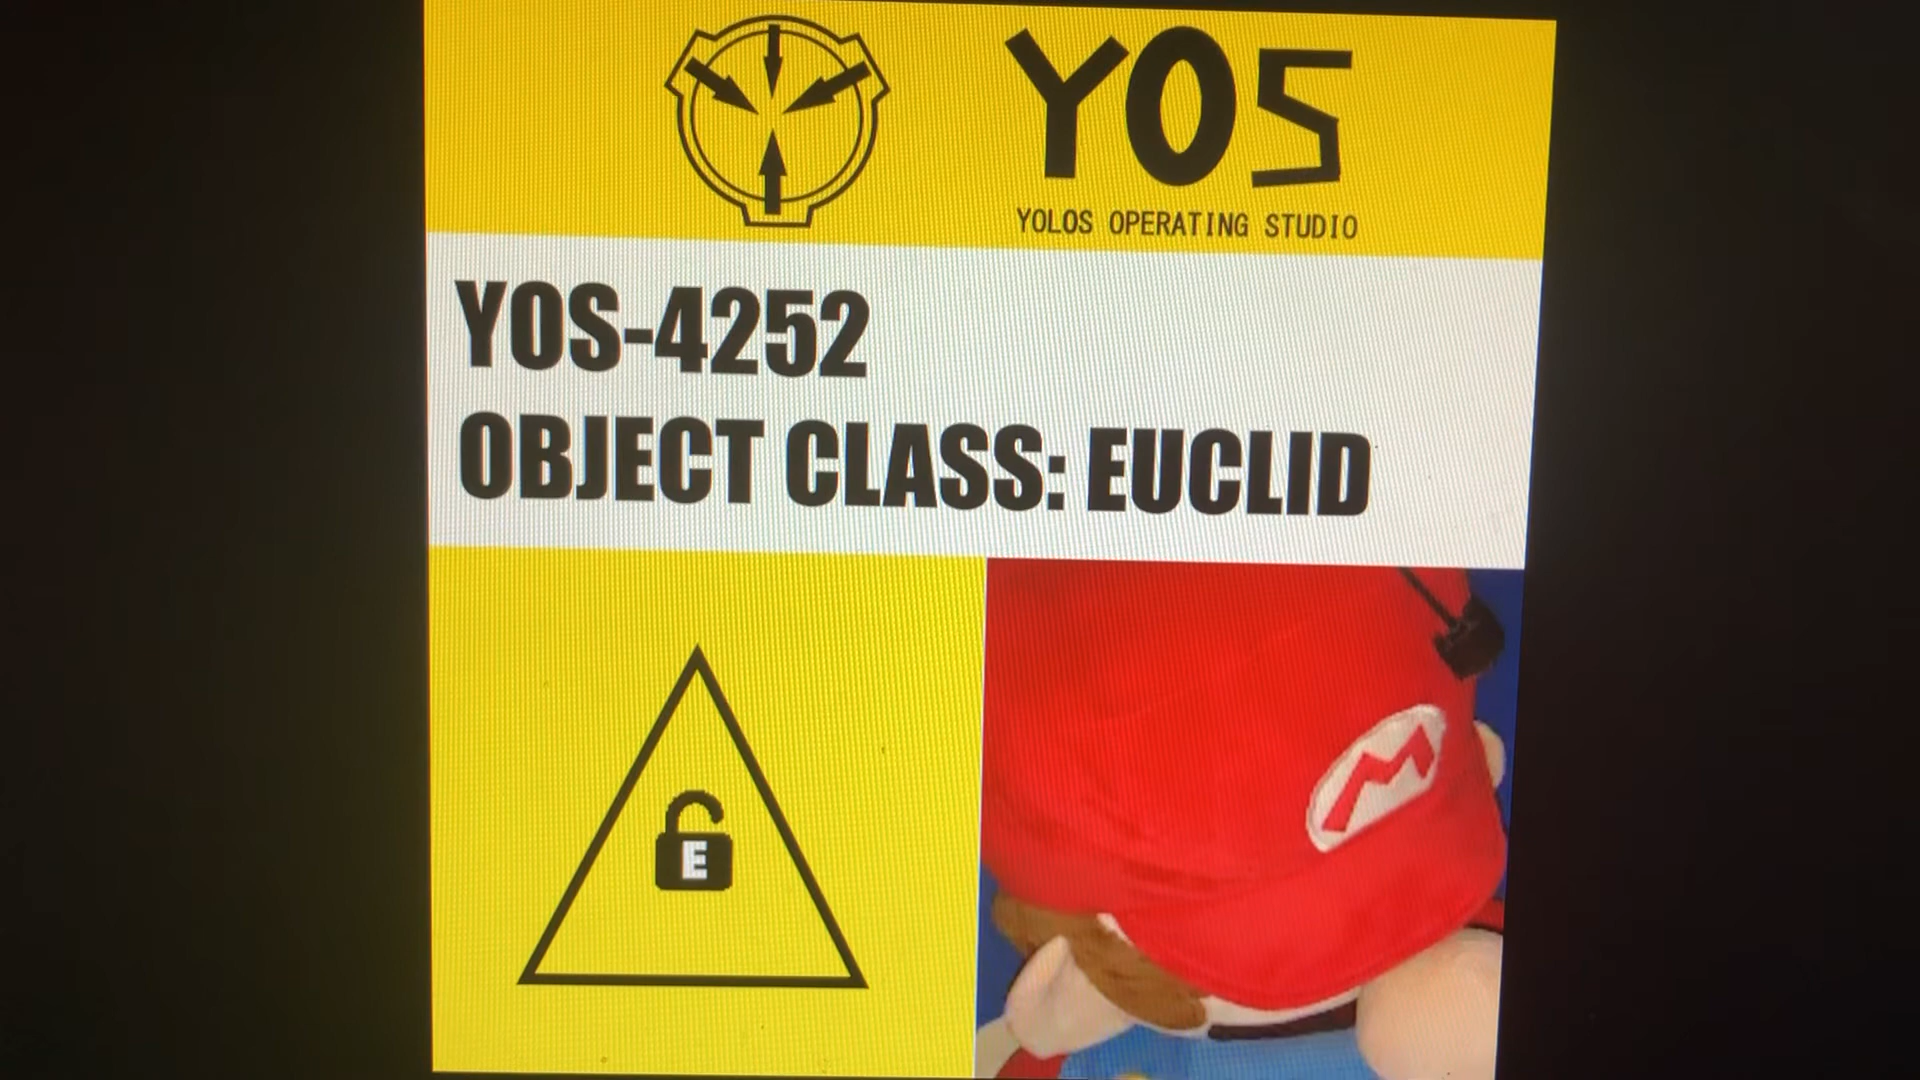 YOS
YOLOS OPERATING STUDIO
YOS-4252
OBJECT CLASS: EUCLID
E
M